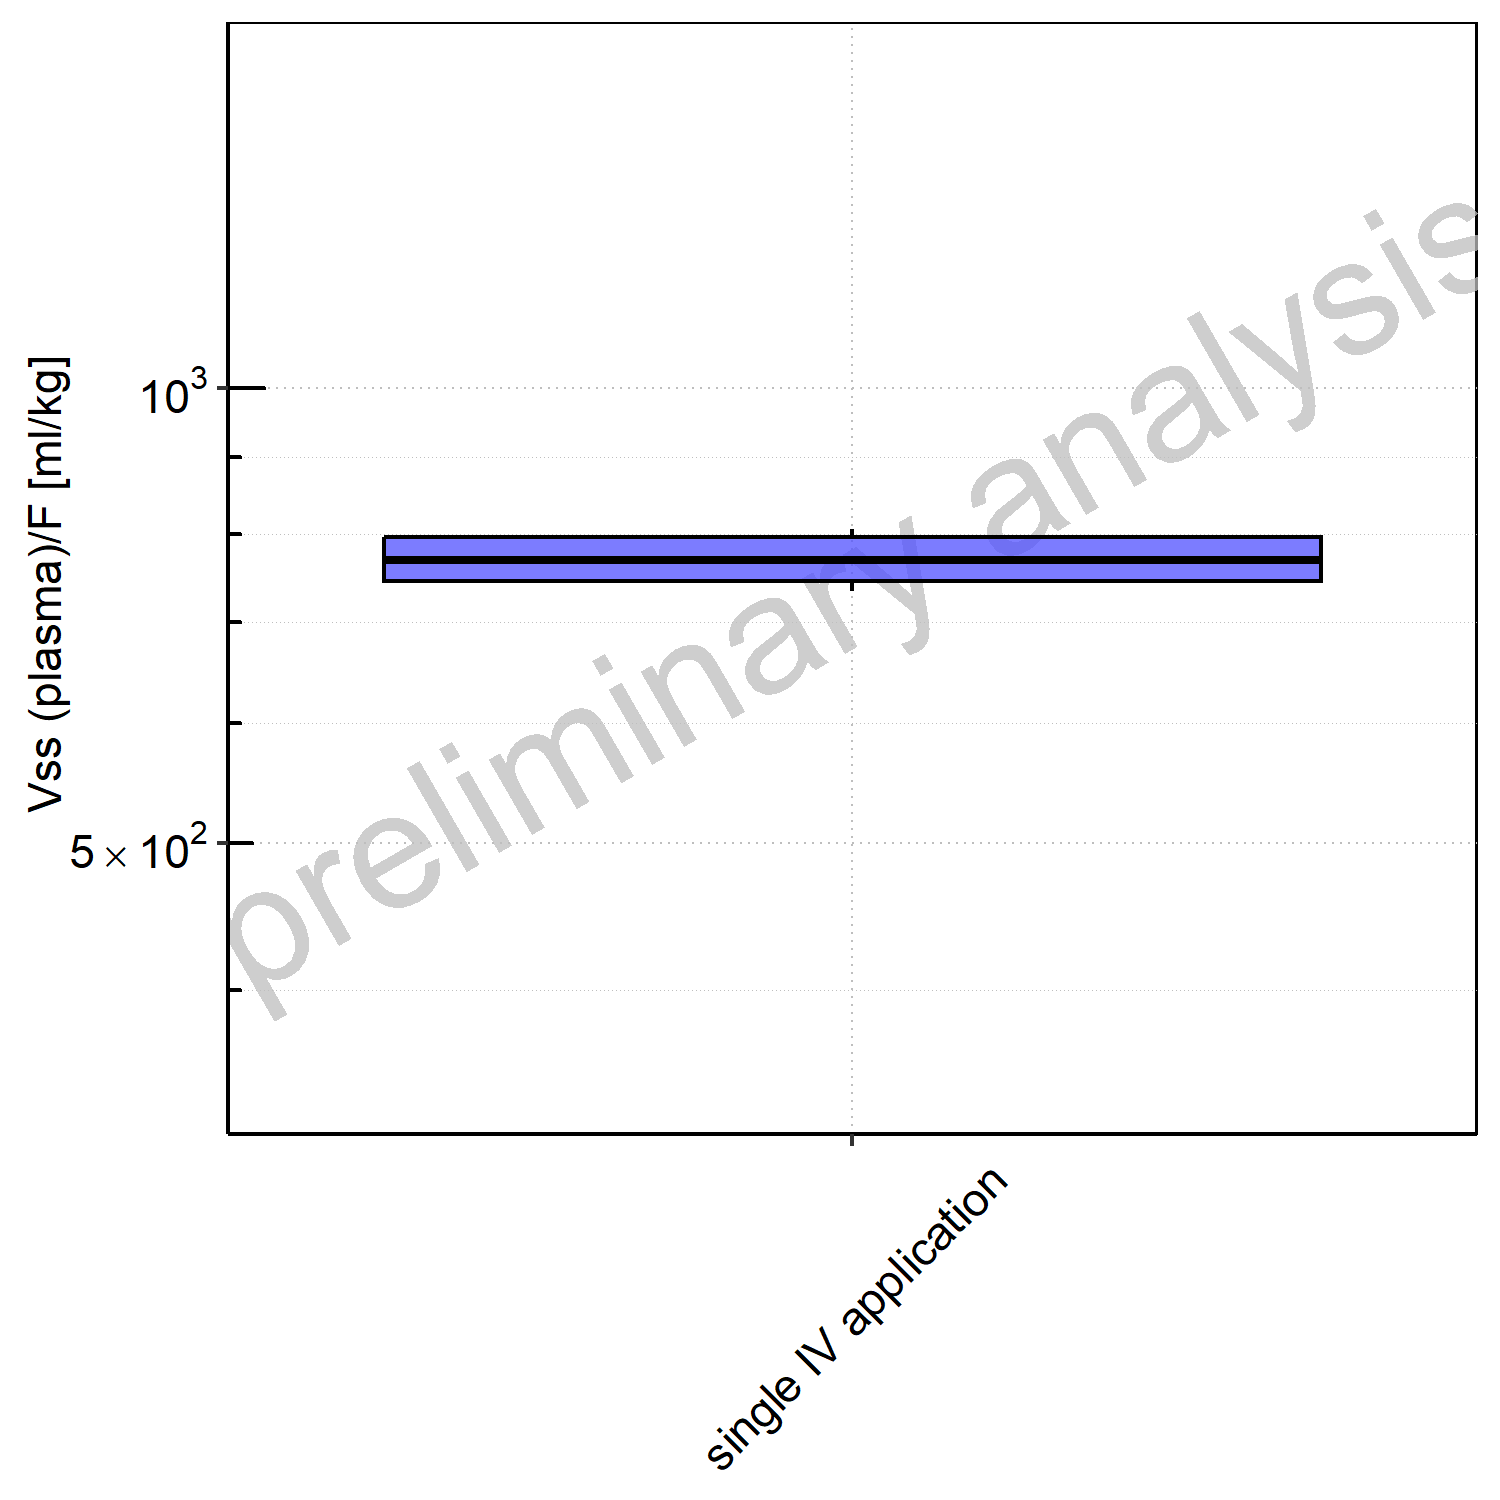 Vss (plasma)/F [ml/kg]
10³
5 × 10²
preliminary analysis
single IV application